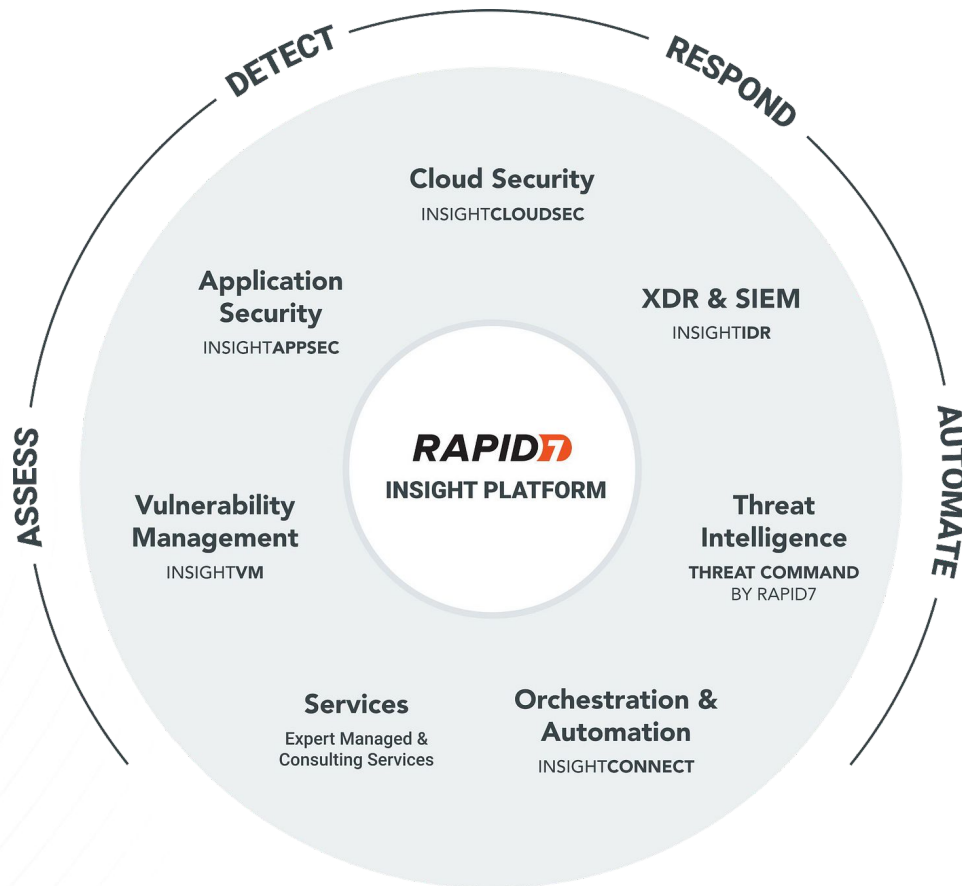 DETECT
RESPOND
ASSESS
AUTOMATE
Cloud Security
INSIGHTCLOUDSEC
Application
Security
INSIGHTAPPSEC
XDR & SIEM
INSIGHTIDR
RAPID7
INSIGHT PLATFORM
Vulnerability
Management
INSIGHTVM
Threat
Intelligence
THREAT COMMAND
BY RAPID7
Services
Expert Managed &
Consulting Services
Orchestration &
Automation
INSIGHTCONNECT